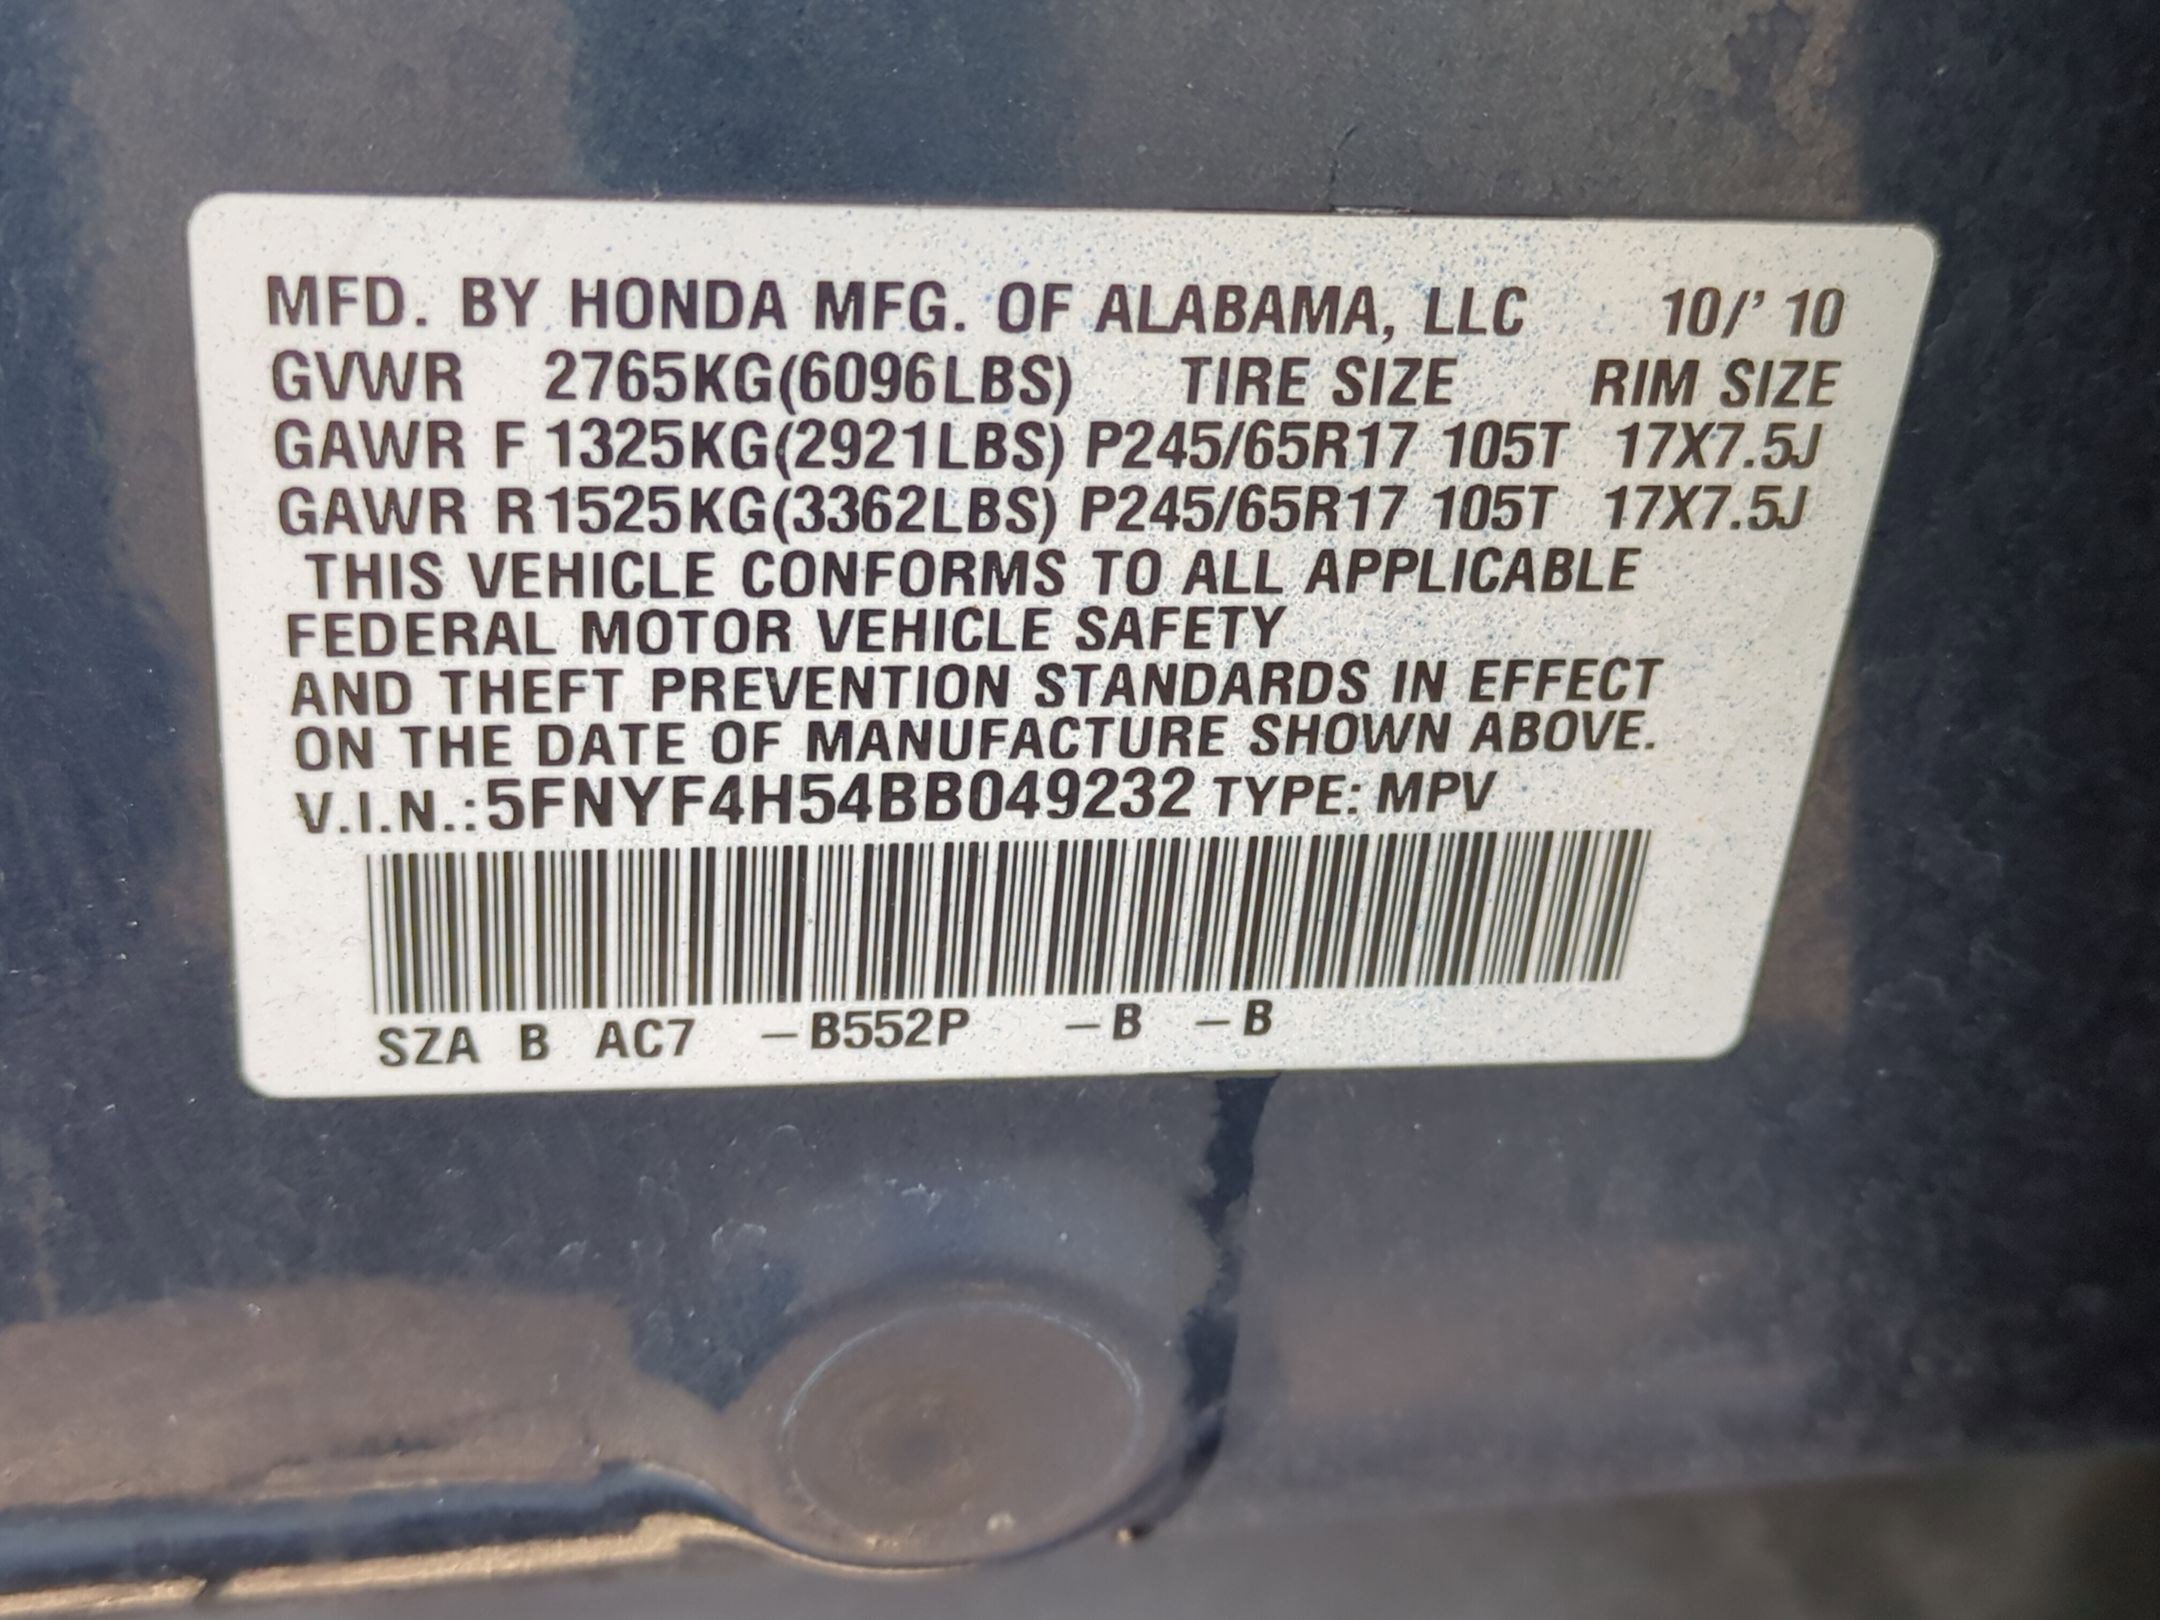 MFD. BY HONDA MFG. OF ALABAMA, LLC 10/' 10
GVWR 2765KG(6096LBS) TIRE SIZE RIM SIZE
GAWR F 1325KG(2921LBS) P245/65R17 105T 17X7.5J
GAWR R 1525KG(3362LBS) P245/65R17 105T 17X7.5J
THIS VEHICLE CONFORMS TO ALL APPLICABLE
FEDERAL MOTOR VEHICLE SAFETY
AND THEFT PREVENTION STANDARDS IN EFFECT
ON THE DATE OF MANUFACTURE SHOWN ABOVE.
V.I.N.:5FNYF4H54BB049232 TYPE: MPV
SZA B AC7 –B552P –B –B